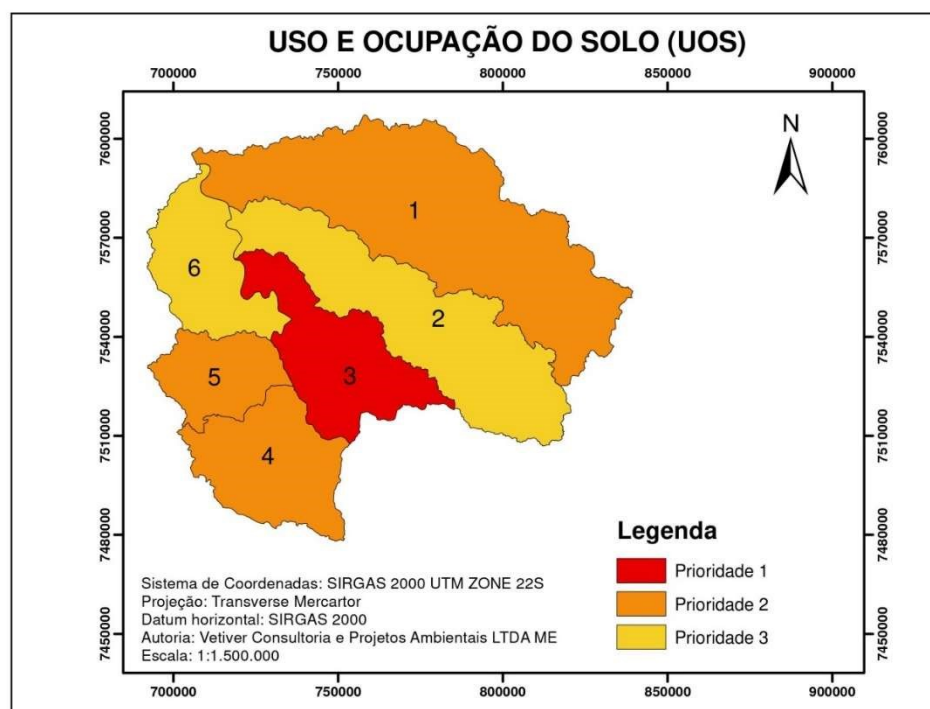 USO E OCUPAÇÃO DO SOLO (UOS)
700000 750000 800000 850000 900000
7600000 7600000
7570000 7570000
7540000 7540000
7510000 7510000
7480000 7480000
7450000 7450000
N
1
6
2
3
5
4
Legenda
Prioridade 1
Prioridade 2
Prioridade 3
Sistema de Coordenadas: SIRGAS 2000 UTM ZONE 22S
Projeção: Transverse Mercartor
Datum horizontal: SIRGAS 2000
Autoria: Vetiver Consultoria e Projetos Ambientais LTDA ME
Escala: 1:1.500.000
700000 750000 800000 850000 900000